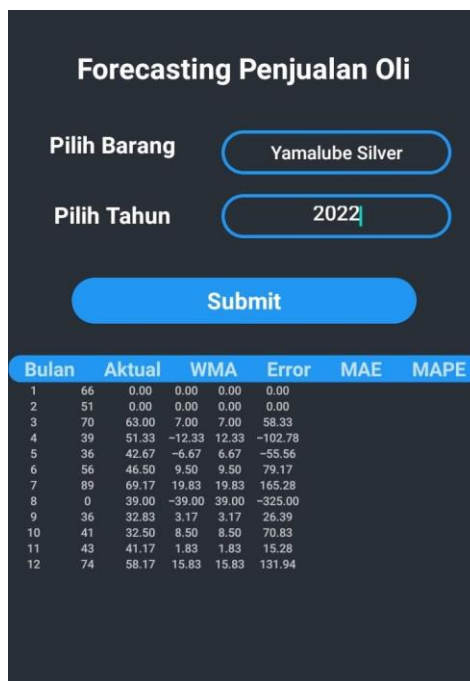 Forecasting Penjualan Oli
Pilih Barang Yamalube Silver
Pilih Tahun 2022
Submit
Bulan Aktual WMA Error MAE MAPE
1 66 0.00 0.00 0.00 0.00
2 51 0.00 0.00 0.00 0.00
3 70 63.00 7.00 7.00 58.33
4 39 51.33 −12.33 12.33 −102.78
5 36 42.67 −6.67 6.67 −55.56
6 56 46.50 9.50 9.50 79.17
7 89 69.17 19.83 19.83 165.28
8 0 39.00 −39.00 39.00 −325.00
9 36 32.83 3.17 3.17 26.39
10 41 32.50 8.50 8.50 70.83
11 43 41.17 1.83 1.83 15.28
12 74 58.17 15.83 15.83 131.94